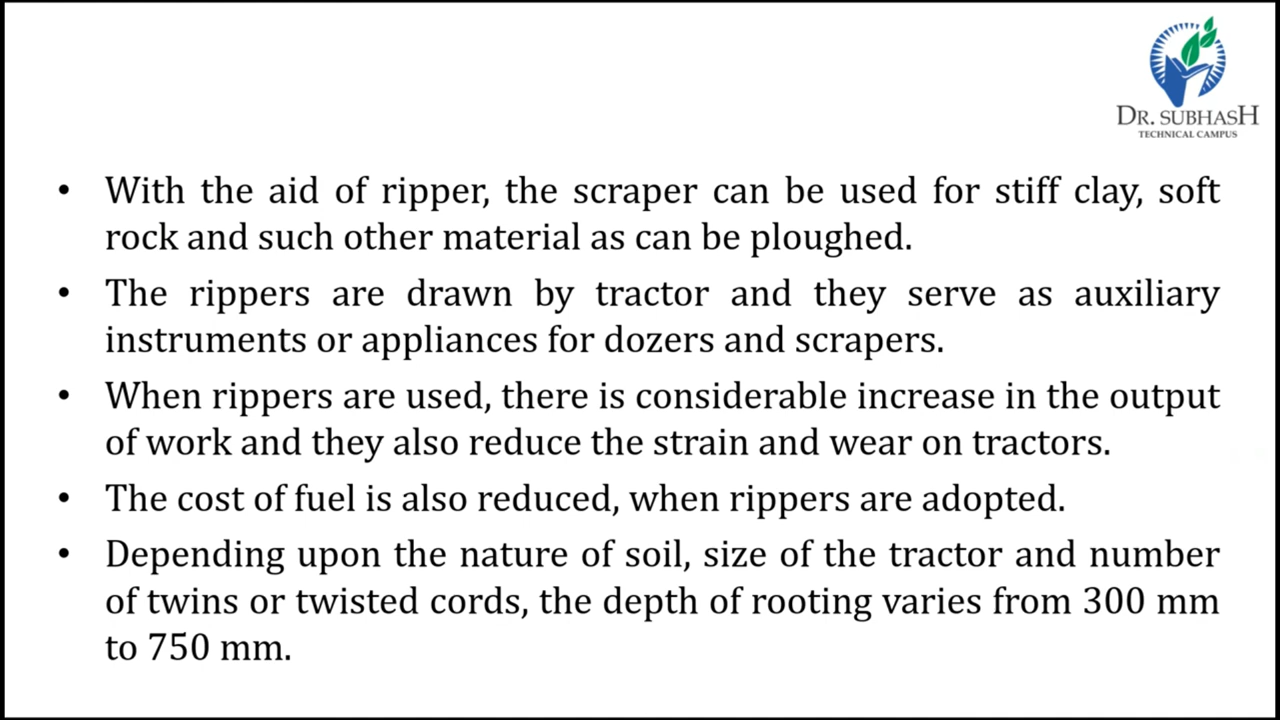 DR. SUBHASH
TECHNICAL CAMPUS
• With the aid of ripper, the scraper can be used for stiff clay, soft
rock and such other material as can be ploughed.
• The rippers are drawn by tractor and they serve as auxiliary
instruments or appliances for dozers and scrapers.
• When rippers are used, there is considerable increase in the output
of work and they also reduce the strain and wear on tractors.
• The cost of fuel is also reduced, when rippers are adopted.
• Depending upon the nature of soil, size of the tractor and number
of twins or twisted cords, the depth of rooting varies from 300 mm
to 750 mm.